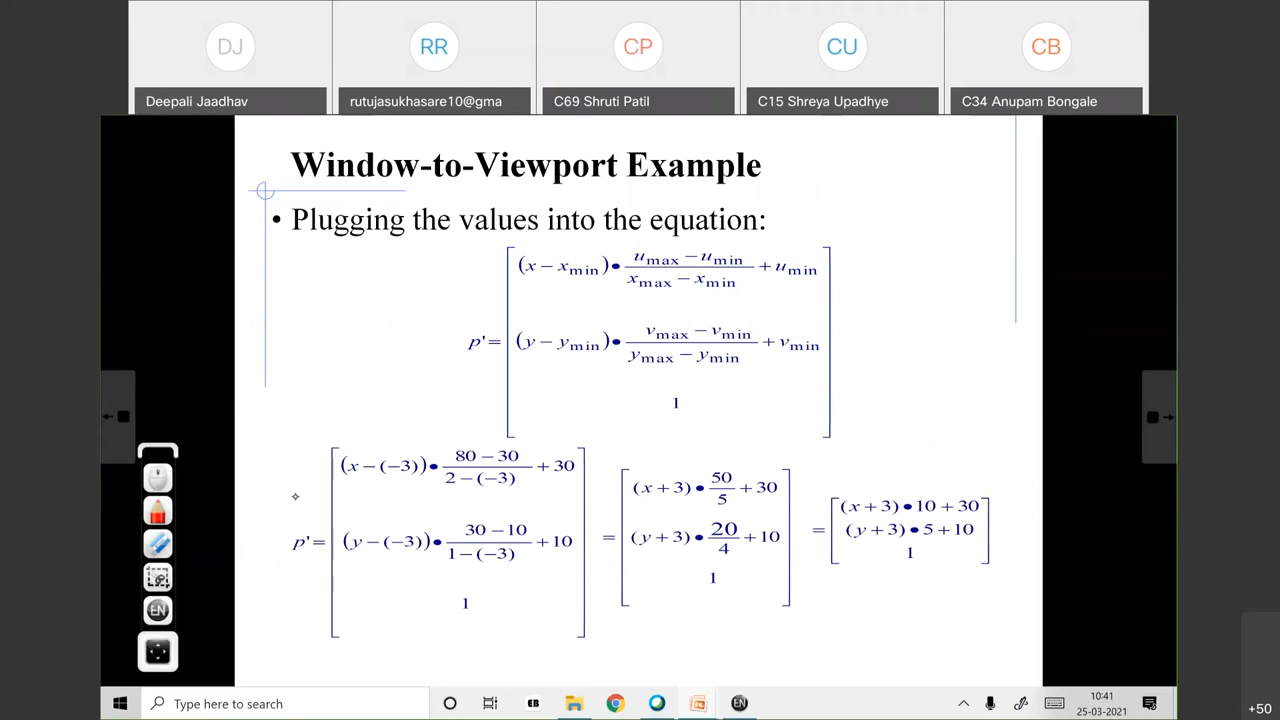 DJ RR CP CU CB
Deepali Jaadhav rutujasukhasare10@gma C69 Shruti Patil C15 Shreya Upadhye C34 Anupam Bongale
Window-to-Viewport Example
• Plugging the values into the equation:
p' = [ (x − x_min) • (u_max − u_min)/(x_max − x_min) + u_min
(y − y_min) • (v_max − v_min)/(y_max − y_min) + v_min
1 ]
p' = [ (x − (−3)) • (80 − 30)/(2 − (−3)) + 30
(y − (−3)) • (30 − 10)/(1 − (−3)) + 10
1 ]
= [ (x + 3) • 50/5 + 30
(y + 3) • 20/4 + 10
1 ]
= [ (x + 3) • 10 + 30
(y + 3) • 5 + 10
1 ]
EN
Type here to search EB EN 10:41
25-03-2021
+50